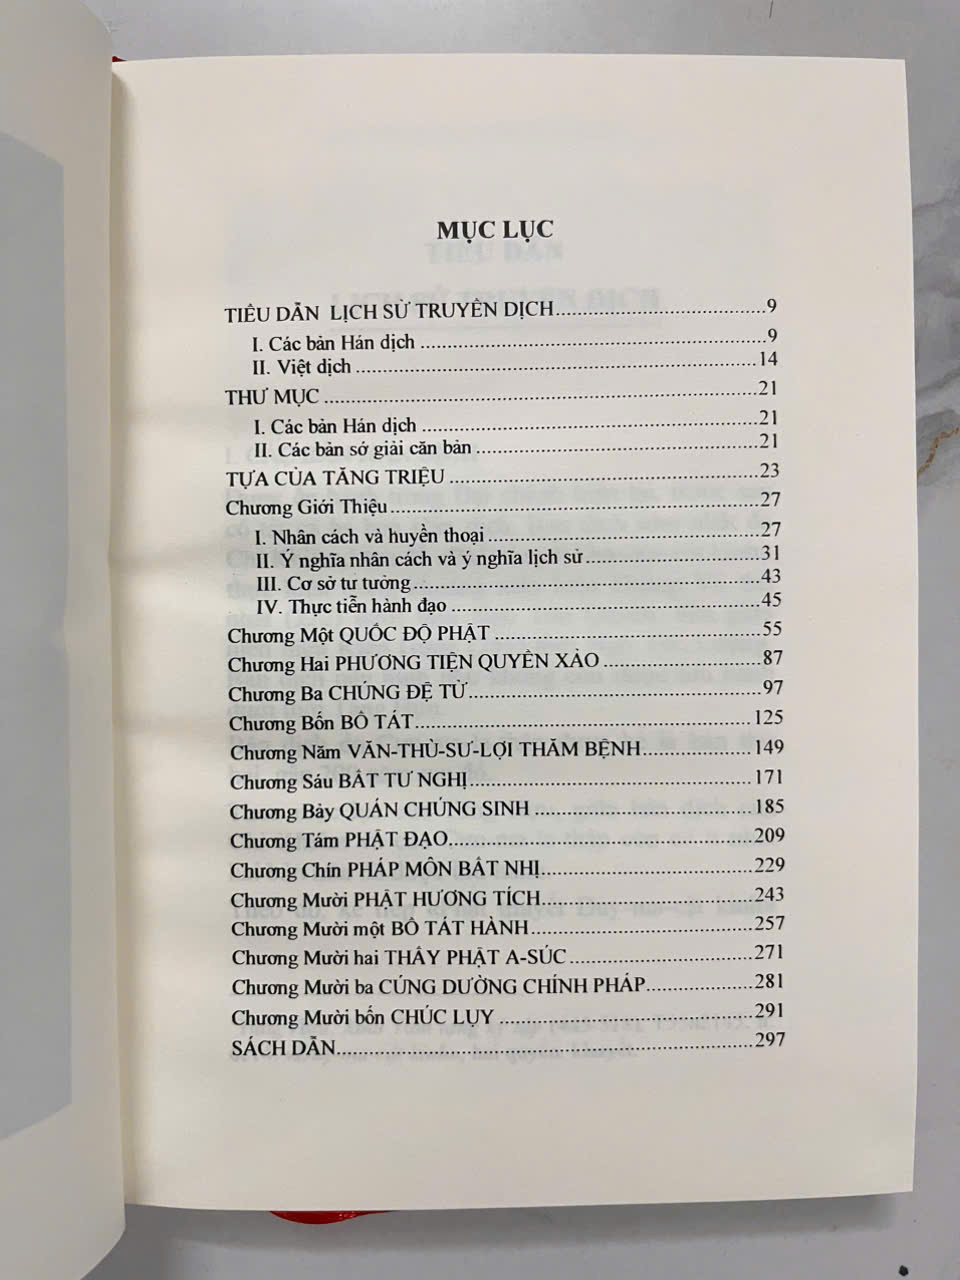 MỤC LỤC
TIỂU DẪN LỊCH SỬ TRUYỀN DỊCH....................9
I. Các bản Hán dịch....................9
II. Việt dịch....................14
THƯ MỤC....................21
I. Các bản Hán dịch....................21
II. Các bản sớ giải căn bản....................21
TỰA CỦA TĂNG TRIỆU....................23
Chương Giới Thiệu....................27
I. Nhân cách và huyền thoại....................27
II. Ý nghĩa nhân cách và ý nghĩa lịch sử....................31
III. Cơ sở tư tưởng....................43
IV. Thực tiễn hành đạo....................45
Chương Một QUỐC ĐỘ PHẬT....................55
Chương Hai PHƯƠNG TIỆN QUYỀN XẢO....................87
Chương Ba CHÚNG ĐỆ TỬ....................97
Chương Bốn BỒ TÁT....................125
Chương Năm VĂN-THÙ-SƯ-LỢI THĂM BỆNH....................149
Chương Sáu BẤT TƯ NGHỊ....................171
Chương Bảy QUÁN CHÚNG SINH....................185
Chương Tám PHẬT ĐẠO....................209
Chương Chín PHÁP MÔN BẤT NHỊ....................229
Chương Mười PHẬT HƯƠNG TÍCH....................243
Chương Mười một BỒ TÁT HÀNH....................257
Chương Mười hai THẤY PHẬT A-SÚC....................271
Chương Mười ba CÚNG DƯỜNG CHÍNH PHÁP....................281
Chương Mười bốn CHÚC LỤY....................291
SÁCH DẪN....................297